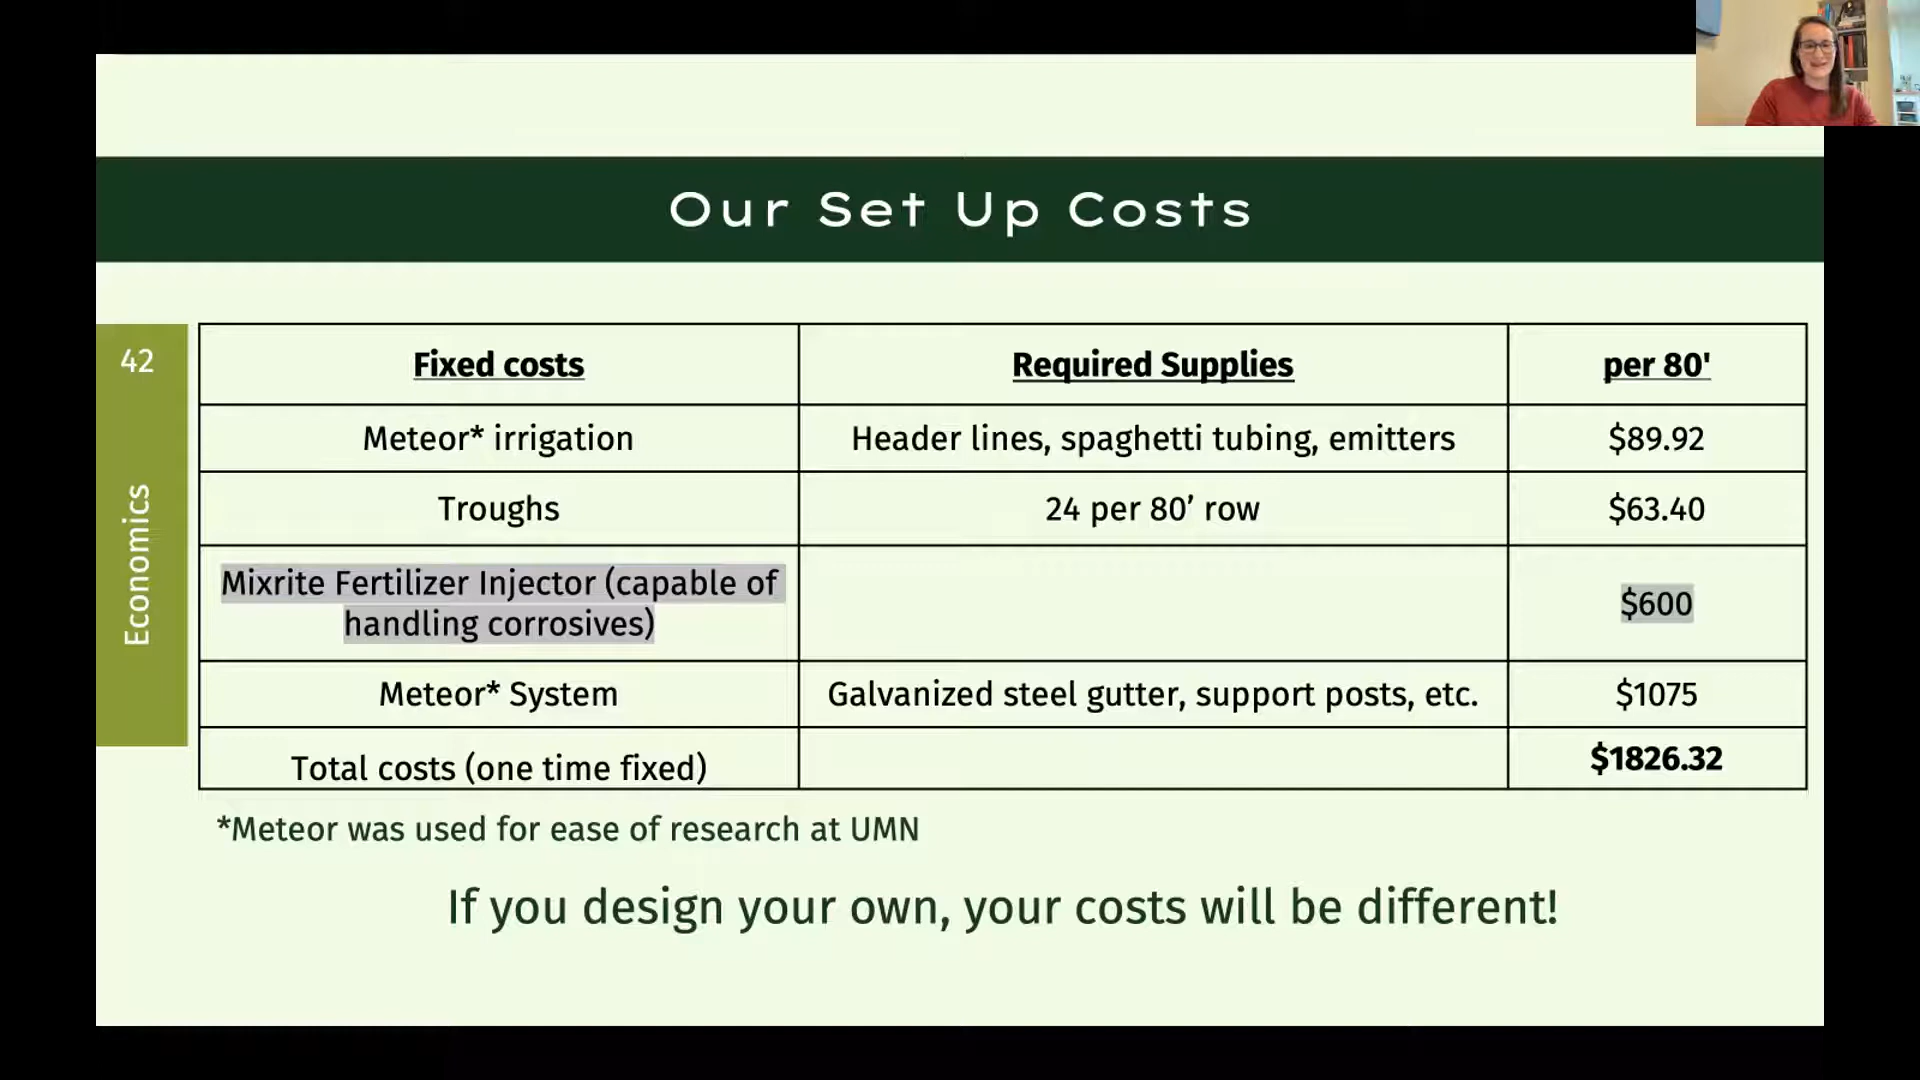 Our Set Up Costs
42
Economics
Fixed costs
Required Supplies
per 80'
Meteor* irrigation
Header lines, spaghetti tubing, emitters
$89.92
Troughs
24 per 80’ row
$63.40
Mixrite Fertilizer Injector (capable of
handling corrosives)
$600
Meteor* System
Galvanized steel gutter, support posts, etc.
$1075
Total costs (one time fixed)
$1826.32
*Meteor was used for ease of research at UMN
If you design your own, your costs will be different!